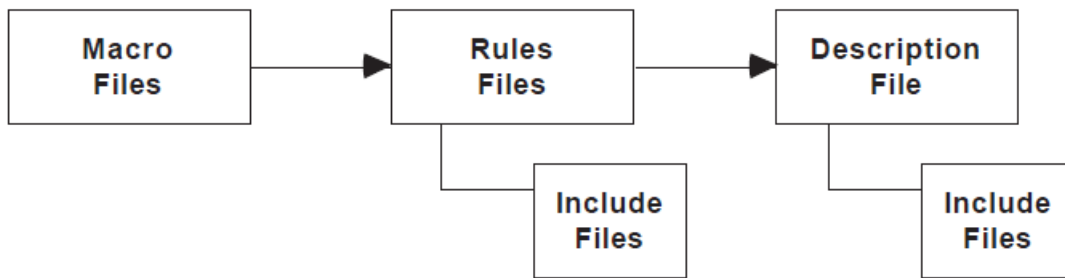 Macro
Files
Rules
Files
Description
File
Include
Files
Include
Files